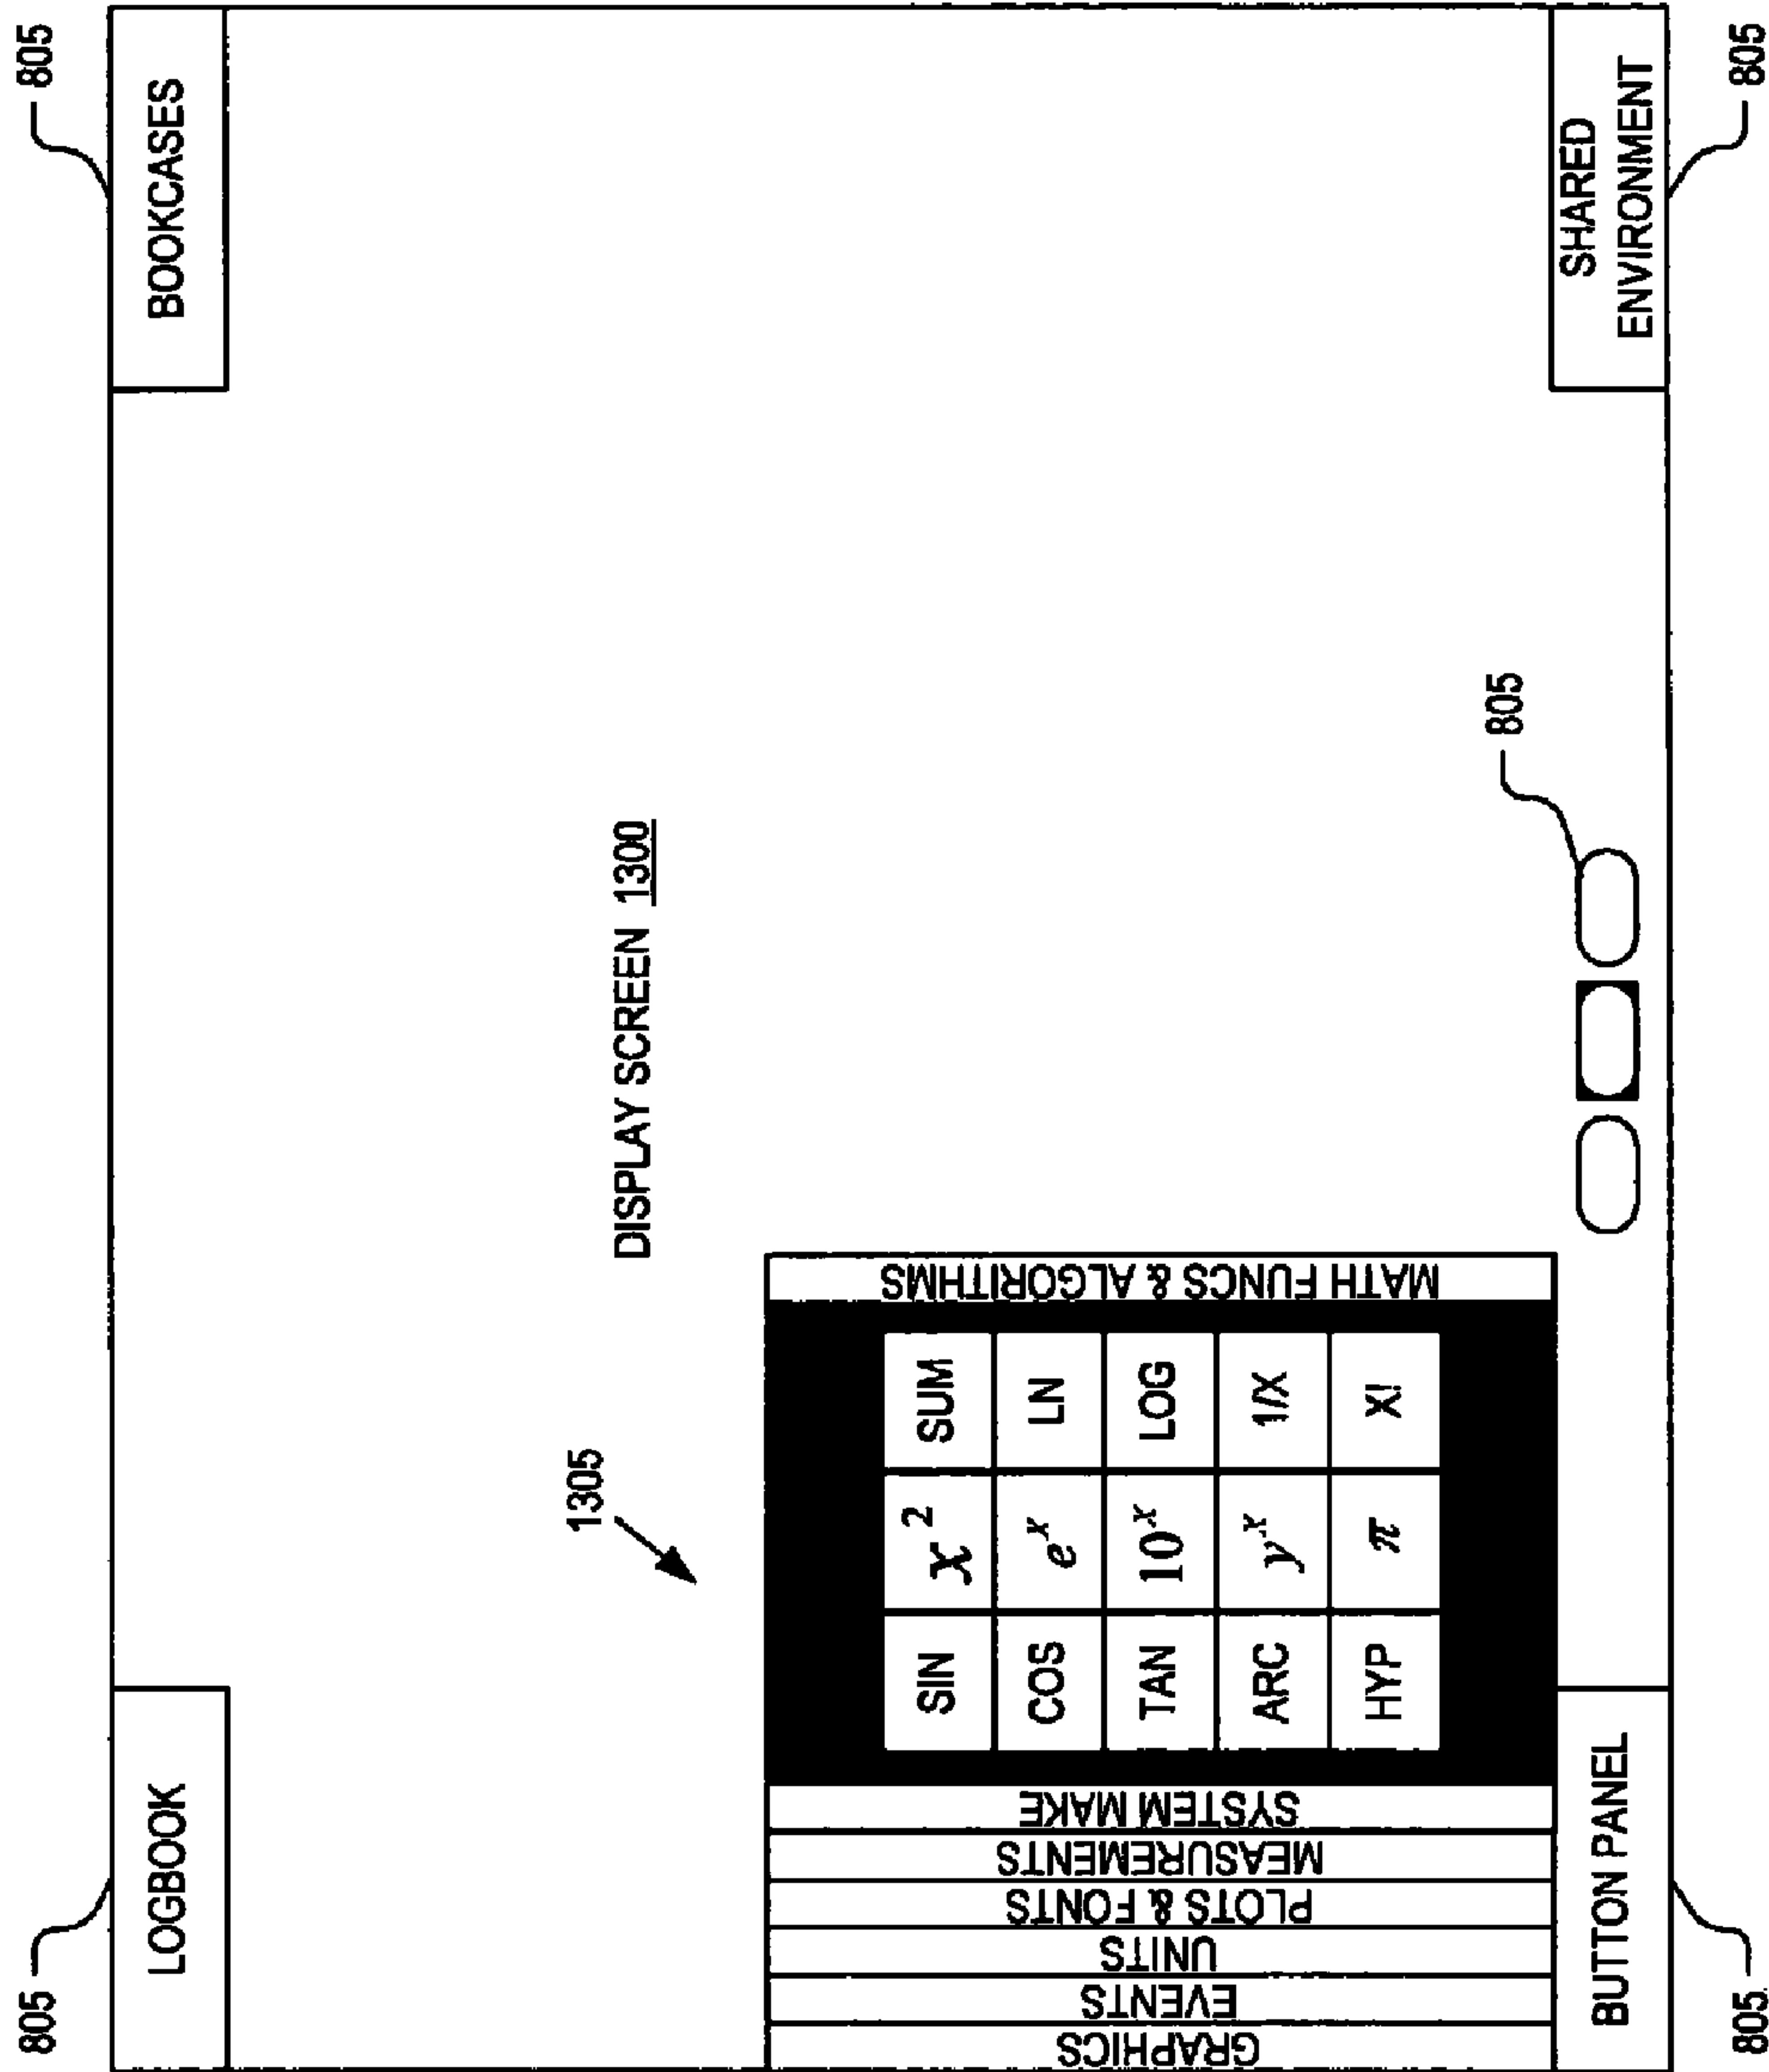 805
805
LOGBOOK
BOOKCASES
DISPLAY SCREEN 1300
1305
GRAPHICS
EVENTS
UNITS
PLOTS & FONTS
MEASUREMENTS
SYSTEM MAKE
SIN x² SUM
COS eˣ LN
TAN 10ˣ LOG
ARC yˣ 1/X
HYP π X!
MATH FUNCS & ALGORITHMS
805
BUTTON PANEL
SHARED
ENVIRONMENT
805
805